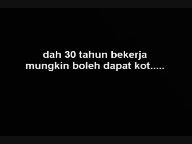 dah 30 tahun bekerja
mungkin boleh dapat kot.....